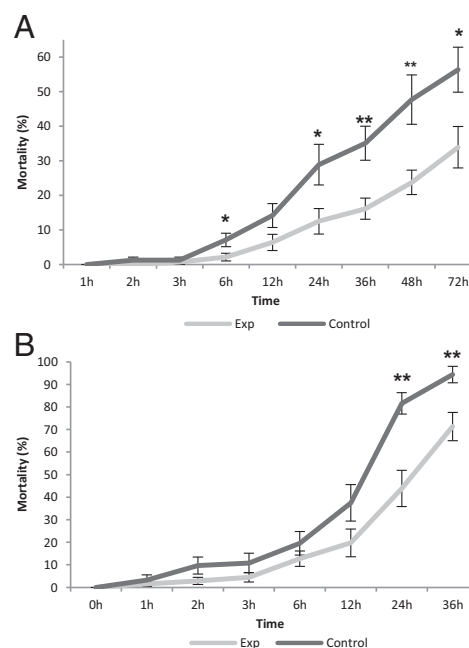 A
Mortality (%)
60
50
40
30
20
10
0
* * ** ** *
1h 2h 3h 6h 12h 24h 36h 48h 72h
Time
Exp Control
B
Mortality (%)
100
90
80
70
60
50
40
30
20
10
0
** **
0h 1h 2h 3h 6h 12h 24h 36h
Time
Exp Control